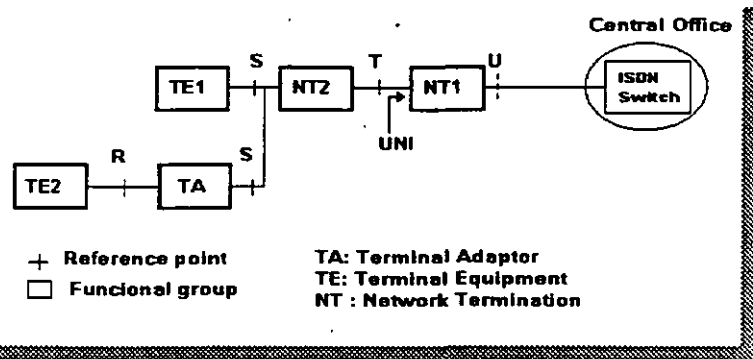 Central Office
S
T
U
TE1
NT2
NT1
ISDN
Switch
UNI
R
S
TE2
TA
Reference point
Funcional group
TA: Terminal Adaptor
TE: Terminal Equipment
NT : Network Termination